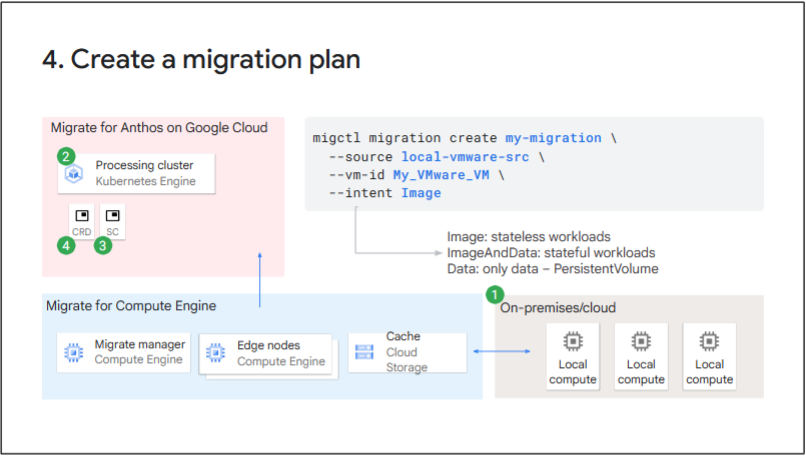 4. Create a migration plan
Migrate for Anthos on Google Cloud
2
Processing cluster
Kubernetes Engine
CRD
SC
4
3
migctl migration create my-migration \
--source local-vmware-src \
--vm-id My_VMware_VM \
--intent Image
Image: stateless workloads
ImageAndData: stateful workloads
Data: only data – PersistentVolume
Migrate for Compute Engine
Migrate manager
Compute Engine
Edge nodes
Compute Engine
Cache
Cloud
Storage
1
On-premises/cloud
Local
compute
Local
compute
Local
compute